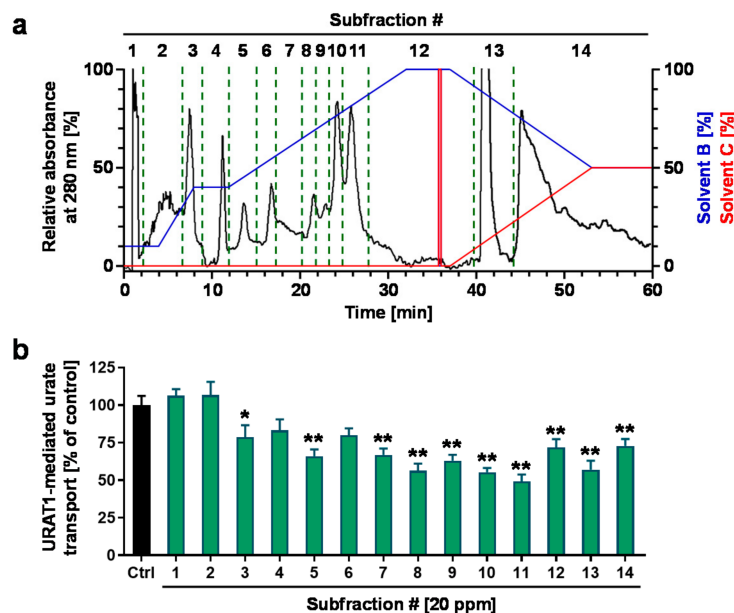 a
Subfraction #
1 2 3 4 5 6 7 8 9 10 11 12 13 14
Relative absorbance
at 280 nm [%]
100
50
0
100
50
0
Solvent B [%]
Solvent C [%]
0 10 20 30 40 50 60
Time [min]
b
URAT1-mediated urate
transport [% of control]
125
100
75
50
25
0
* ** ** ** ** ** ** ** ** **
Ctrl 1 2 3 4 5 6 7 8 9 10 11 12 13 14
Subfraction # [20 ppm]